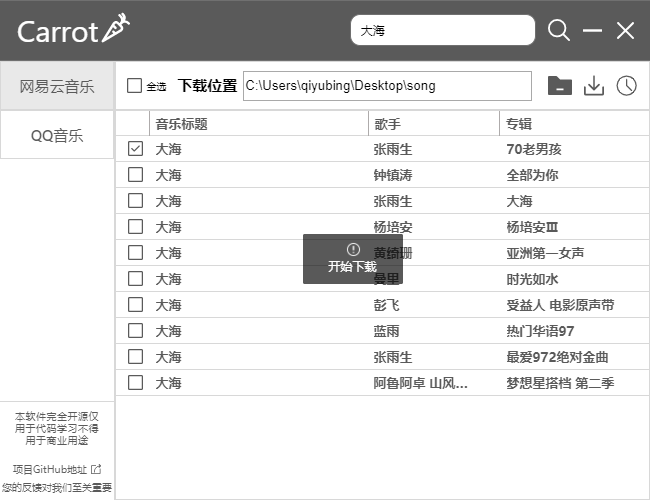 Carrot
大海
网易云音乐
QQ音乐
全选 下载位置 C:\Users\qiyubing\Desktop\song
音乐标题 歌手 专辑
大海 张雨生 70老男孩
大海 钟镇涛 全部为你
大海 张雨生 大海
大海 杨培安 杨培安Ⅲ
大海 黄绮珊 亚洲第一女声
大海 曼里 时光如水
大海 彭飞 受益人 电影原声带
大海 蓝雨 热门华语97
大海 张雨生 最爱972绝对金曲
大海 阿鲁阿卓 山风... 梦想星搭档 第二季
开始下载
本软件完全开源仅
用于代码学习不得
用于商业用途
项目GitHub地址
您的反馈对我们至关重要